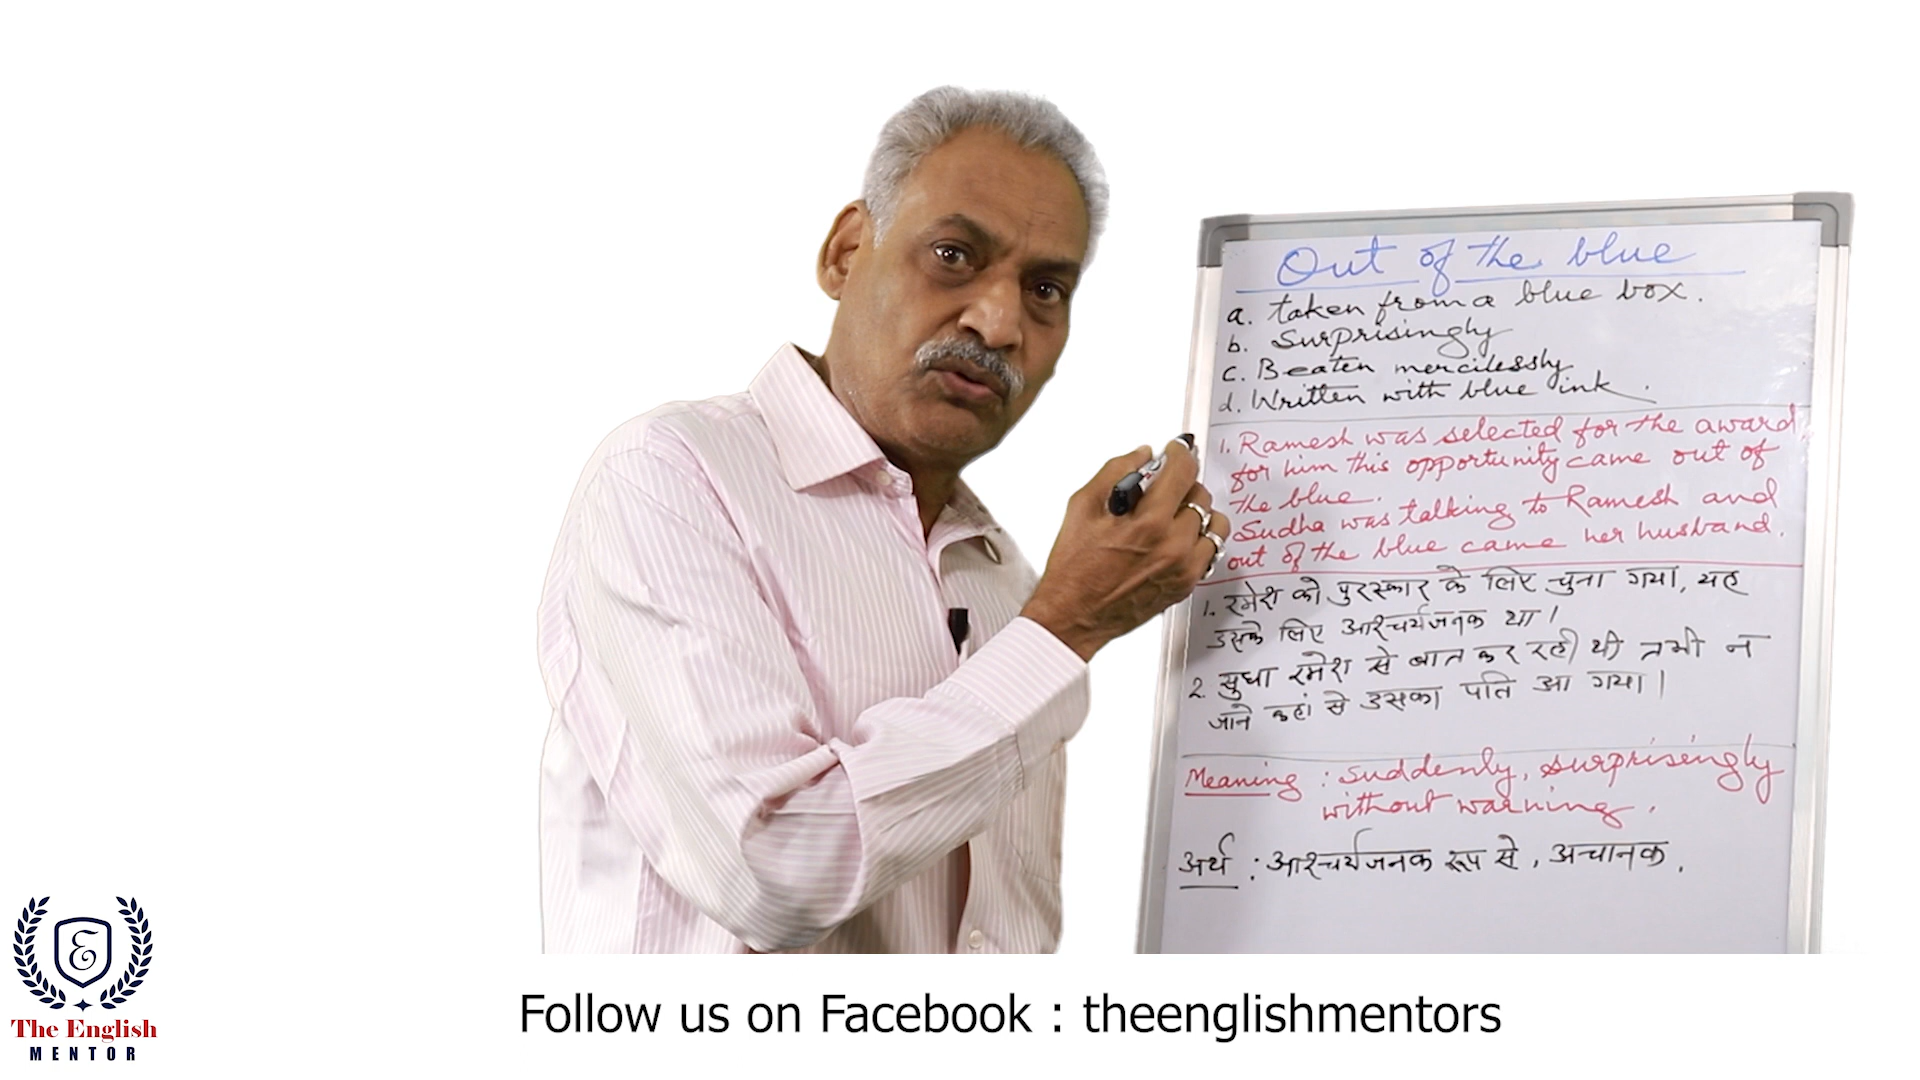 Out of the blue
a. taken from a blue box.
b. Surprisingly
c. Beaten mercilessly
d. Written with blue ink.
1. Ramesh was selected for the award
for him this opportunity came out of
the blue.
Sudha was talking to Ramesh and
out of the blue came her husband.
1. रमेश को पुरस्कार के लिए चुना गया, यह
उसके लिए आश्चर्यजनक था।
2. सुधा रमेश से बात कर रही थी तभी न
जाने कहां से उसका पति आ गया।
Meaning : Suddenly, surprisingly
without warning.
अर्थ : आश्चर्यजनक रूप से, अचानक.
E
The English
MENTOR
Follow us on Facebook : theenglishmentors